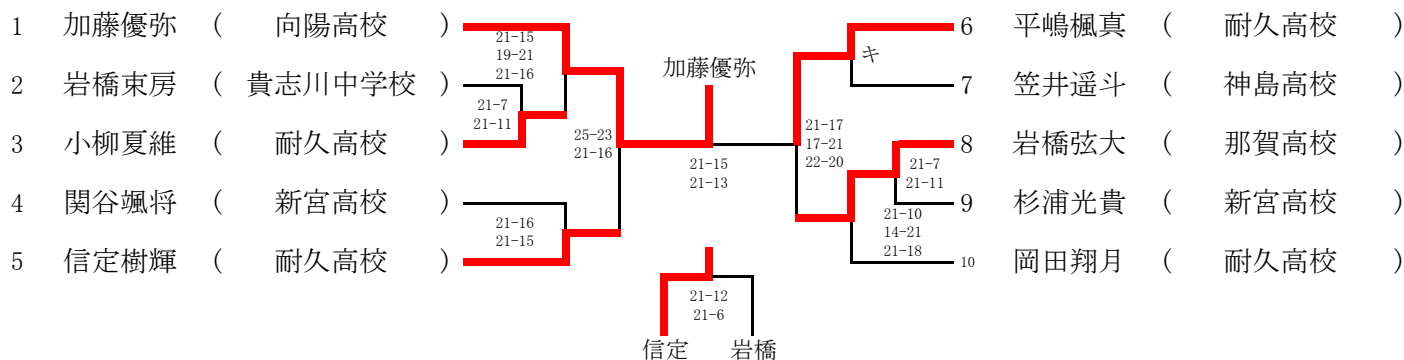 1 加藤優弥 ( 向陽高校 )
2 岩橋束房 ( 貴志川中学校 )
3 小柳夏維 ( 耐久高校 )
4 関谷颯将 ( 新宮高校 )
5 信定樹輝 ( 耐久高校 )
21-15
19-21
21-16
21-7
21-11
25-23
21-16
21-16
21-15
加藤優弥
21-15
21-13
21-12
21-6
信定 岩橋
キ
21-17
17-21
22-20
21-7
21-11
21-10
14-21
21-18
6 平嶋楓真 ( 耐久高校 )
7 笠井遥斗 ( 神島高校 )
8 岩橋弦大 ( 那賀高校 )
9 杉浦光貴 ( 新宮高校 )
10 岡田翔月 ( 耐久高校 )